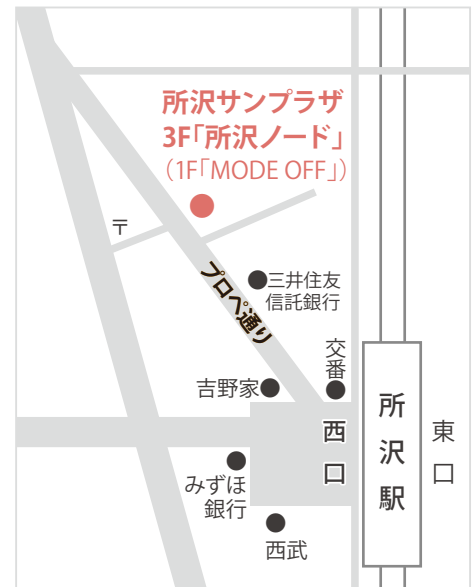 所沢サンプラザ
3F「所沢ノード」
(1F「MODE OFF」)
〒
三井住友
信託銀行
プロペ通り
交番
吉野家
西口
所沢駅
東口
みずほ
銀行
西武